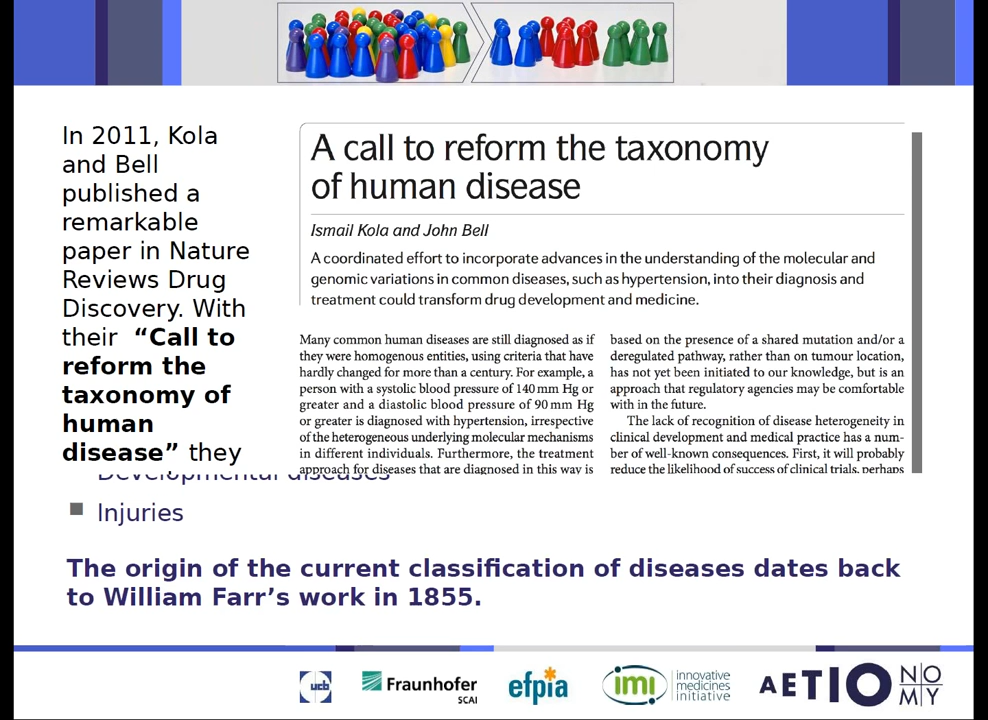 In 2011, Kola
and Bell
published a
remarkable
paper in Nature
Reviews Drug
Discovery. With
their “Call to
reform the
taxonomy of
human
disease” they
A call to reform the taxonomy
of human disease
Ismail Kola and John Bell
A coordinated effort to incorporate advances in the understanding of the molecular and
genomic variations in common diseases, such as hypertension, into their diagnosis and
treatment could transform drug development and medicine.
Many common human diseases are still diagnosed as if
they were homogenous entities, using criteria that have
hardly changed for more than a century. For example, a
person with a systolic blood pressure of 140 mm Hg or
greater and a diastolic blood pressure of 90 mm Hg
or greater is diagnosed with hypertension, irrespective
of the heterogeneous underlying molecular mechanisms
in different individuals. Furthermore, the treatment
approach for diseases that are diagnosed in this way is
based on the presence of a shared mutation and/or a
deregulated pathway, rather than on tumour location,
has not yet been initiated to our knowledge, but is an
approach that regulatory agencies may be comfortable
with in the future.
The lack of recognition of disease heterogeneity in
clinical development and medical practice has a num-
ber of well-known consequences. First, it will probably
reduce the likelihood of success of clinical trials, perhaps
Developmental diseases
Injuries
The origin of the current classification of diseases dates back
to William Farr’s work in 1855.
ucb
Fraunhofer
SCAI
efpia
imi
innovative
medicines
initiative
AETIONOMY